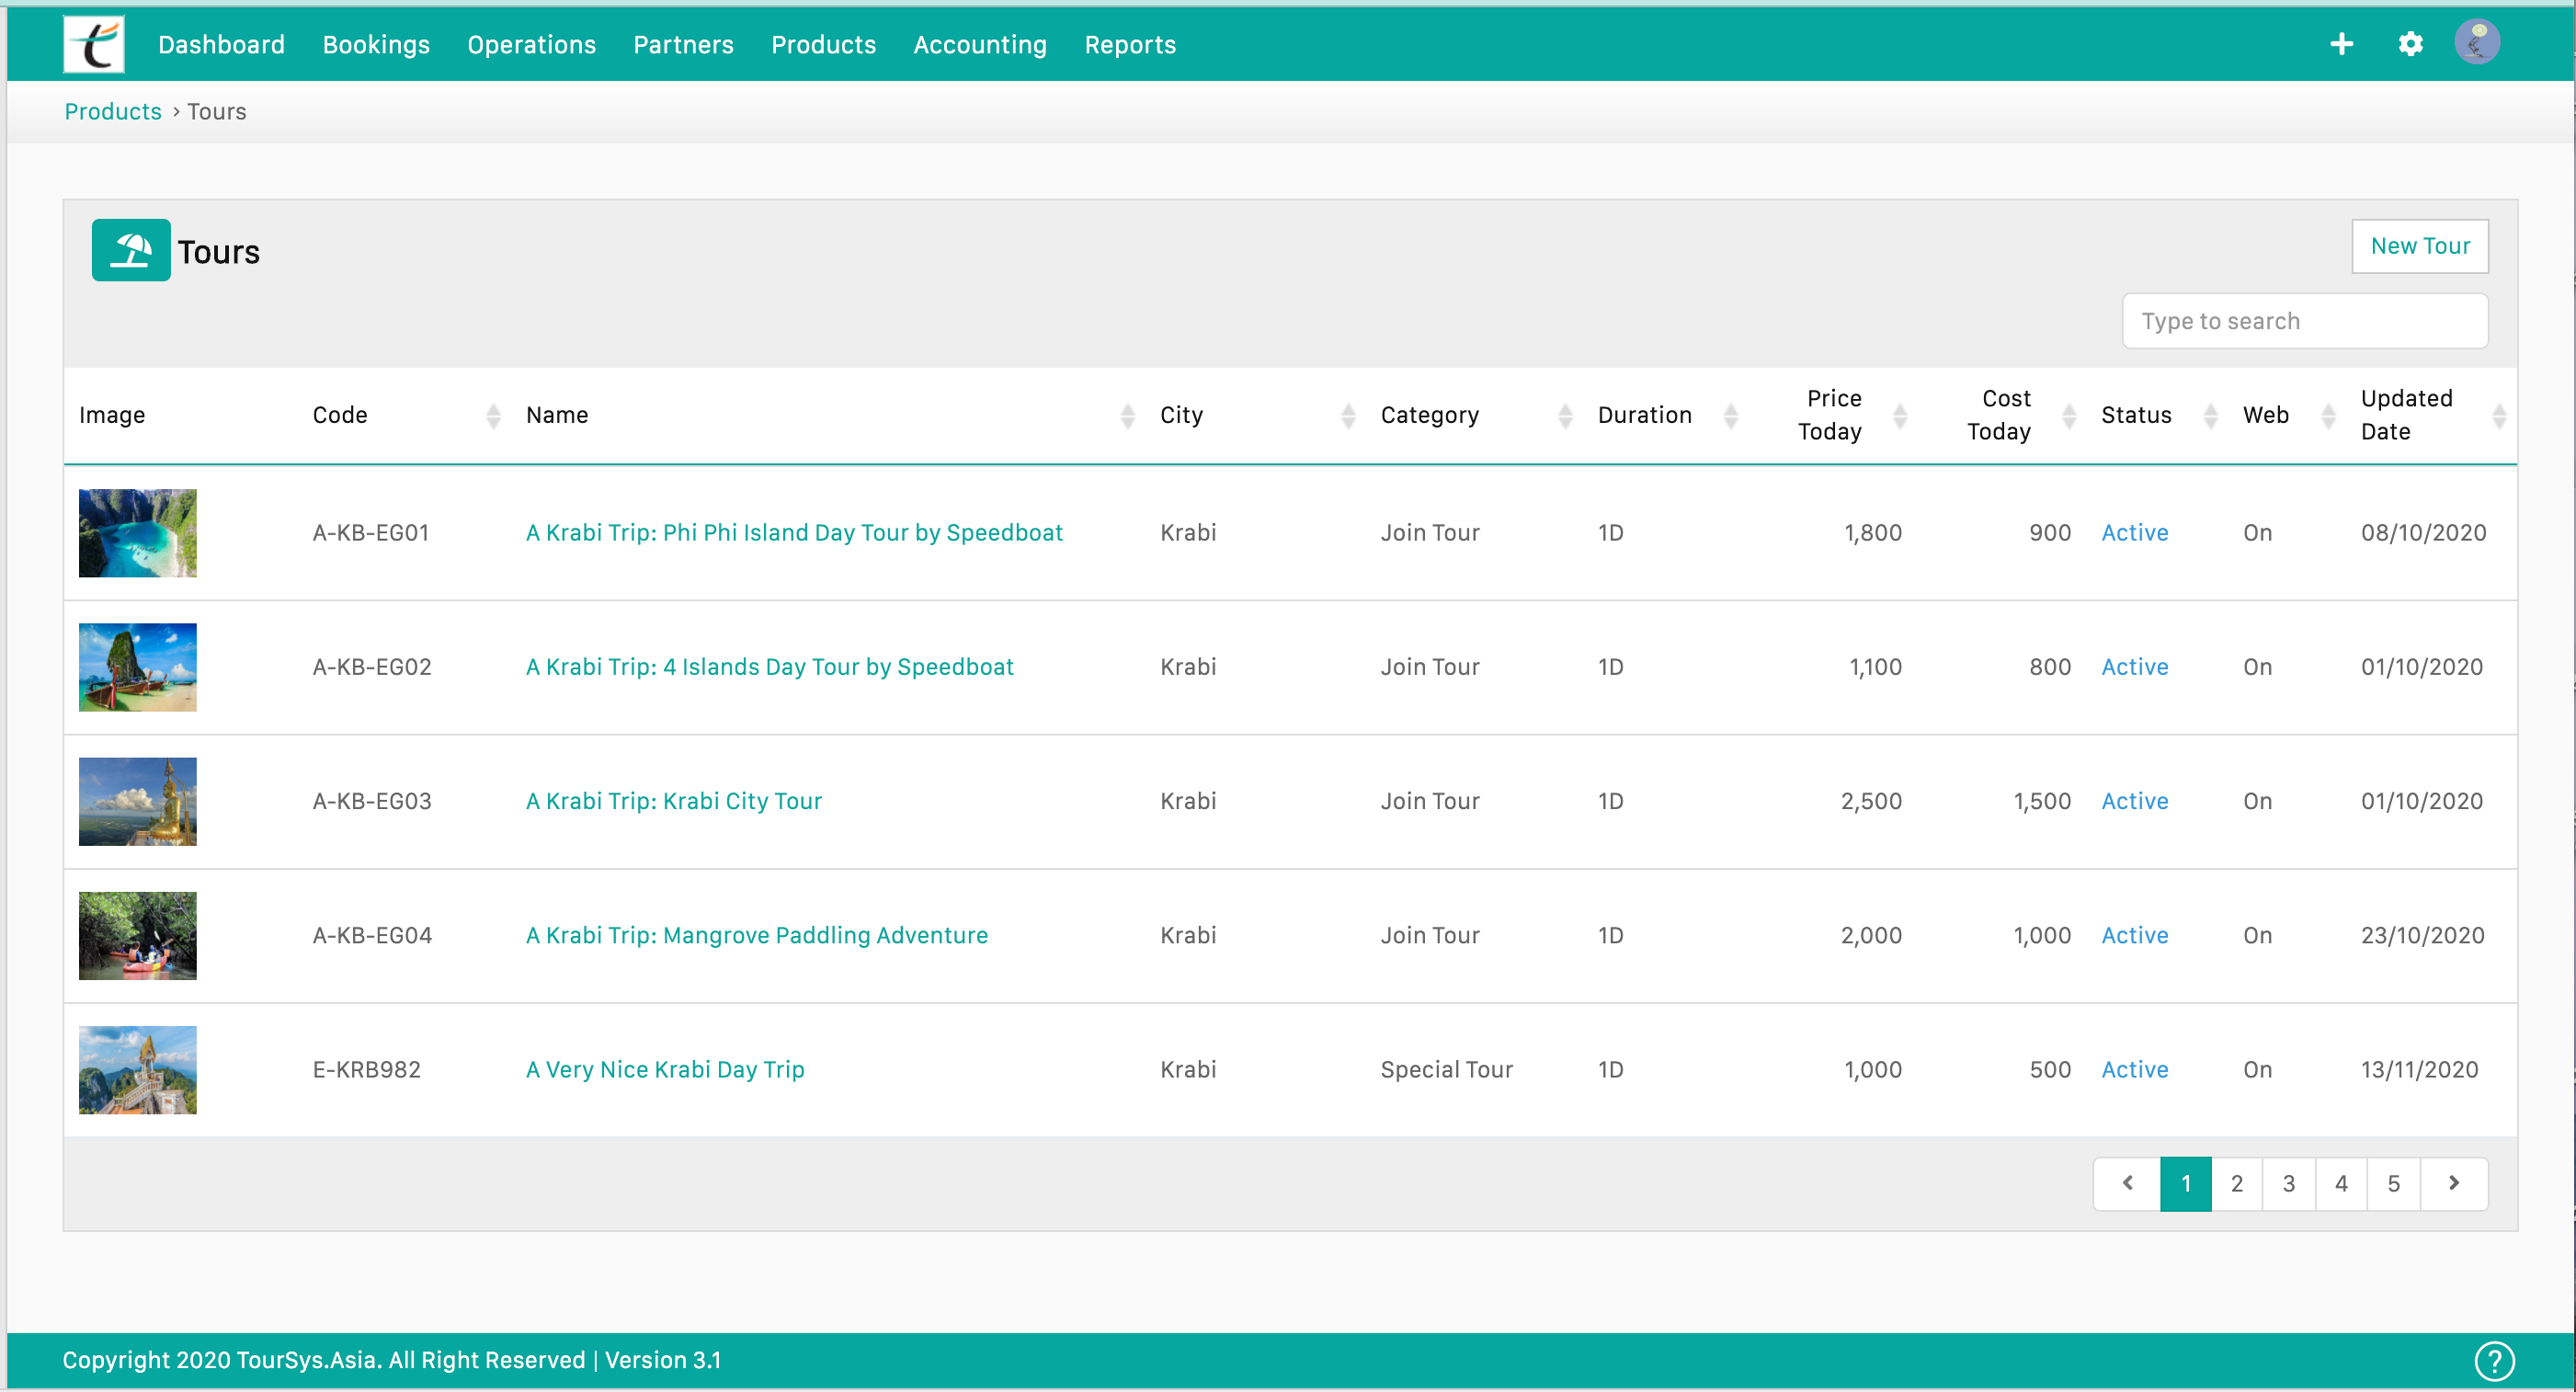 Dashboard Bookings Operations Partners Products Accounting Reports
Products › Tours
Tours
New Tour
Type to search
Image Code Name City Category Duration Price Today Cost Today Status Web Updated Date
A-KB-EG01 A Krabi Trip: Phi Phi Island Day Tour by Speedboat Krabi Join Tour 1D 1,800 900 Active On 08/10/2020
A-KB-EG02 A Krabi Trip: 4 Islands Day Tour by Speedboat Krabi Join Tour 1D 1,100 800 Active On 01/10/2020
A-KB-EG03 A Krabi Trip: Krabi City Tour Krabi Join Tour 1D 2,500 1,500 Active On 01/10/2020
A-KB-EG04 A Krabi Trip: Mangrove Paddling Adventure Krabi Join Tour 1D 2,000 1,000 Active On 23/10/2020
E-KRB982 A Very Nice Krabi Day Trip Krabi Special Tour 1D 1,000 500 Active On 13/11/2020
‹ 1 2 3 4 5 ›
Copyright 2020 TourSys.Asia. All Right Reserved | Version 3.1